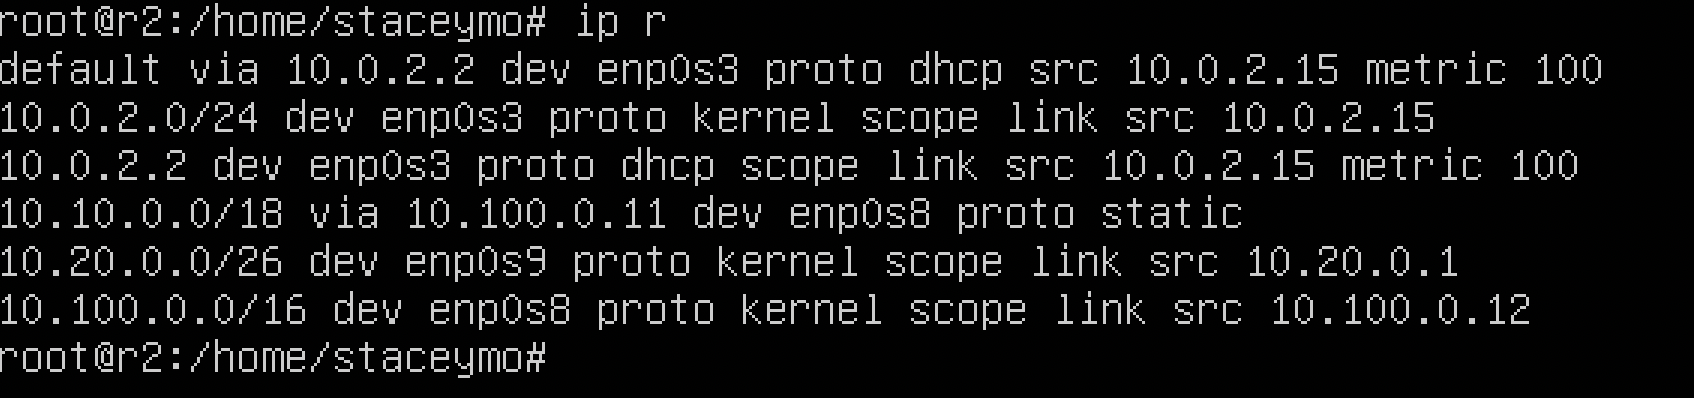 root@r2:/home/staceymo# ip r
default via 10.0.2.2 dev enp0s3 proto dhcp src 10.0.2.15 metric 100
10.0.2.0/24 dev enp0s3 proto kernel scope link src 10.0.2.15
10.0.2.2 dev enp0s3 proto dhcp scope link src 10.0.2.15 metric 100
10.10.0.0/18 via 10.100.0.11 dev enp0s8 proto static
10.20.0.0/26 dev enp0s9 proto kernel scope link src 10.20.0.1
10.100.0.0/16 dev enp0s8 proto kernel scope link src 10.100.0.12
root@r2:/home/staceymo#